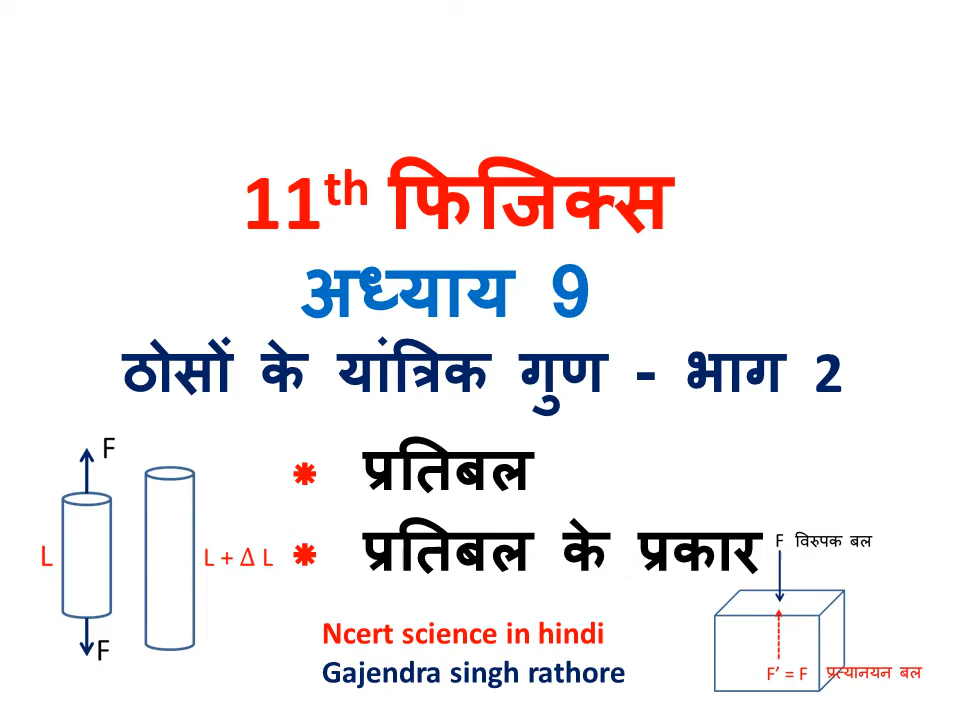 11th फिजिक्स
अध्याय 9
ठोसों के यांत्रिक गुण - भाग 2
F
L
L + Δ L
F
* प्रतिबल
* प्रतिबल के प्रकार
F विरुपक बल
F’ = F प्रत्यानयन बल
Ncert science in hindi
Gajendra singh rathore